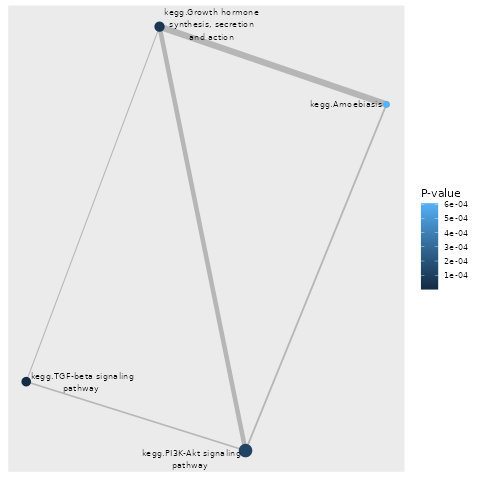 kegg.Growth hormone
synthesis, secretion
and action
kegg.Amoebiasis
kegg.TGF-beta signaling
pathway
kegg.PI3K-Akt signaling
pathway
P-value
6e-04
5e-04
4e-04
3e-04
2e-04
1e-04